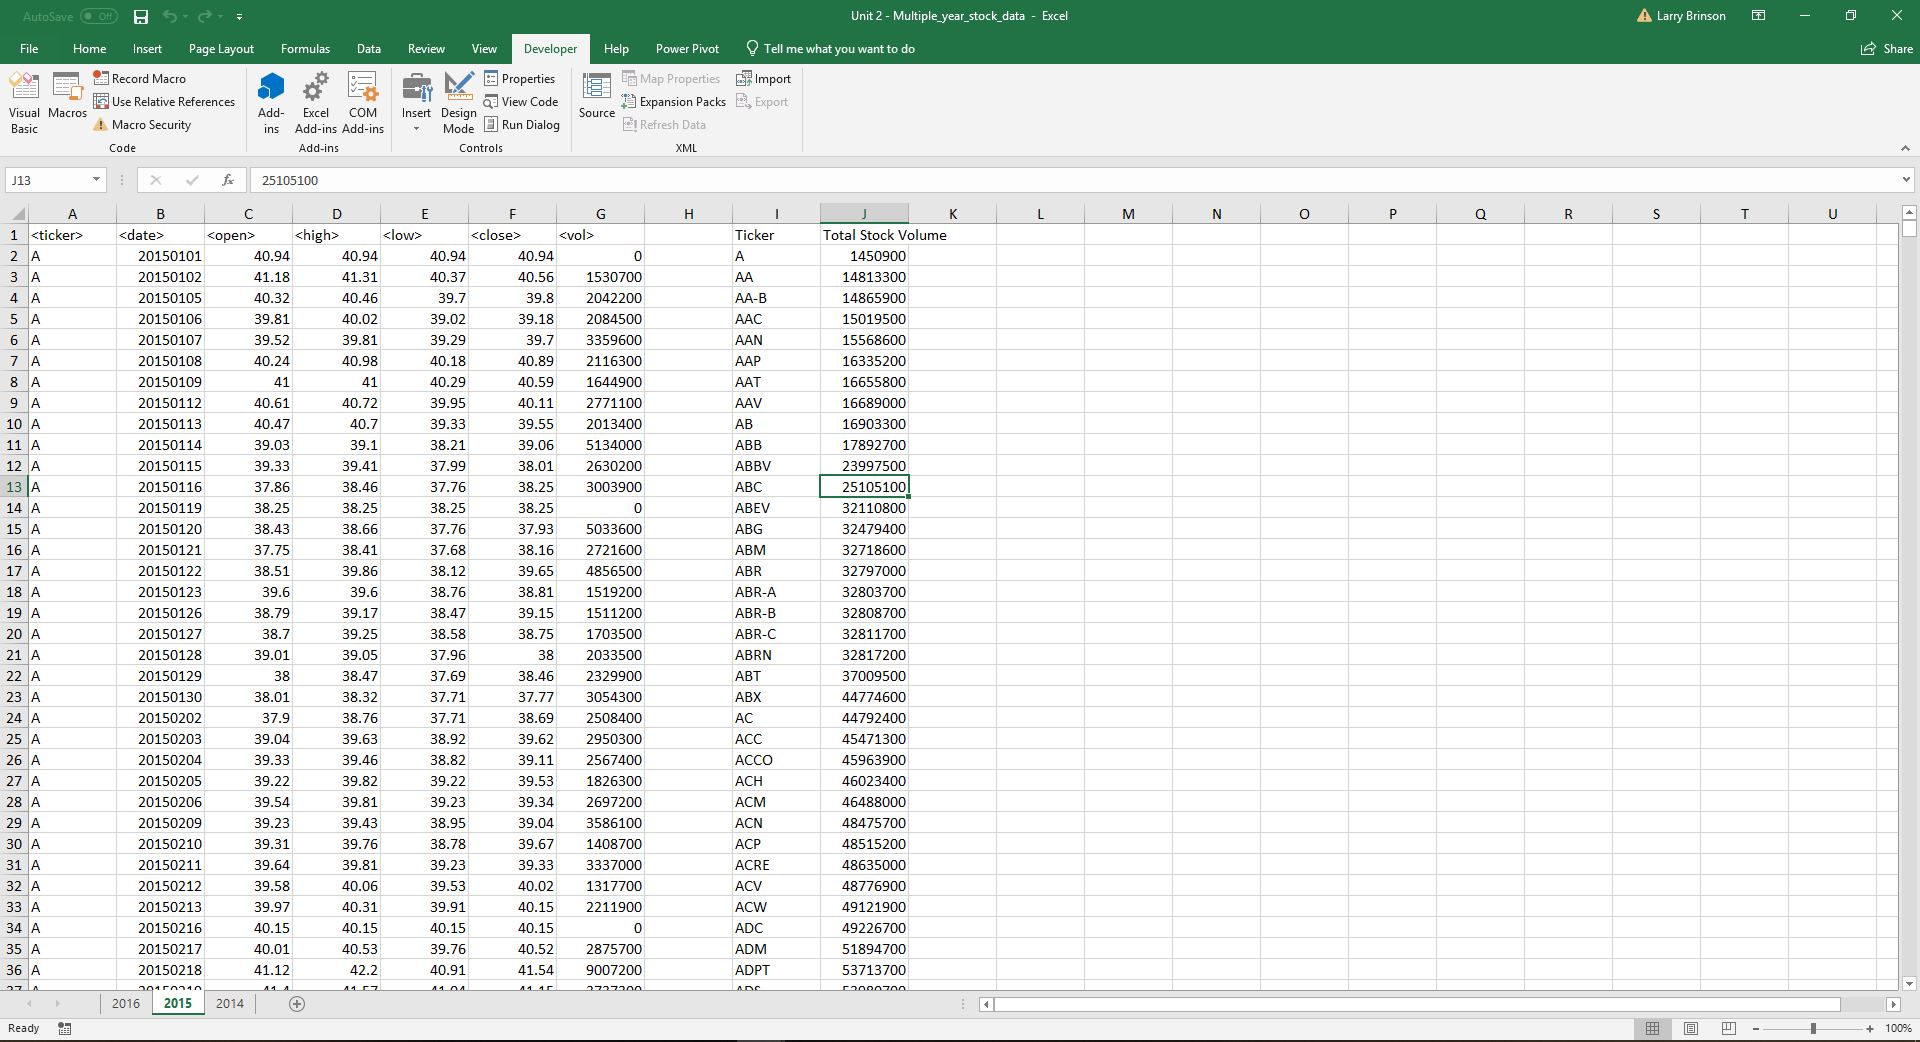 AutoSave Off Unit 2 - Multiple_year_stock_data - Excel Larry Brinson
File Home Insert Page Layout Formulas Data Review View Developer Help Power Pivot Tell me what you want to do Share
Visual Basic
Macros
Record Macro
Use Relative References
Macro Security
Code
Add-ins
Excel Add-ins
COM Add-ins
Add-ins
Insert
Design Mode
Properties
View Code
Run Dialog
Controls
Source
Map Properties
Expansion Packs
Refresh Data
Import
Export
XML
J13 fx 25105100
A B C D E F G H I J K L M N O P Q R S T U
1 <ticker> <date> <open> <high> <low> <close> <vol> Ticker Total Stock Volume
2 A 20150101 40.94 40.94 40.94 40.94 0 A 1450900
3 A 20150102 41.18 41.31 40.37 40.56 1530700 AA 14813300
4 A 20150105 40.32 40.46 39.7 39.8 2042200 AA-B 14865900
5 A 20150106 39.81 40.02 39.02 39.18 2084500 AAC 15019500
6 A 20150107 39.52 39.81 39.29 39.7 3359600 AAN 15568600
7 A 20150108 40.24 40.98 40.18 40.89 2116300 AAP 16335200
8 A 20150109 41 41 40.29 40.59 1644900 AAT 16655800
9 A 20150112 40.61 40.72 39.95 40.11 2771100 AAV 16689000
10 A 20150113 40.47 40.7 39.33 39.55 2013400 AB 16903300
11 A 20150114 39.03 39.1 38.21 39.06 5134000 ABB 17892700
12 A 20150115 39.33 39.41 37.99 38.01 2630200 ABBV 23997500
13 A 20150116 37.86 38.46 37.76 38.25 3003900 ABC 25105100
14 A 20150119 38.25 38.25 38.25 38.25 0 ABEV 32110800
15 A 20150120 38.43 38.66 37.76 37.93 5033600 ABG 32479400
16 A 20150121 37.75 38.41 37.68 38.16 2721600 ABM 32718600
17 A 20150122 38.51 39.86 38.12 39.65 4856500 ABR 32797000
18 A 20150123 39.6 39.6 38.76 38.81 1519200 ABR-A 32803700
19 A 20150126 38.79 39.17 38.47 39.15 1511200 ABR-B 32808700
20 A 20150127 38.7 39.25 38.58 38.75 1703500 ABR-C 32811700
21 A 20150128 39.01 39.05 37.96 38 2033500 ABRN 32817200
22 A 20150129 38 38.47 37.69 38.46 2329900 ABT 37009500
23 A 20150130 38.01 38.32 37.71 37.77 3054300 ABX 44774600
24 A 20150202 37.9 38.76 37.71 38.69 2508400 AC 44792400
25 A 20150203 39.04 39.63 38.92 39.62 2950300 ACC 45471300
26 A 20150204 39.33 39.46 38.82 39.11 2567400 ACCO 45963900
27 A 20150205 39.22 39.82 39.22 39.53 1826300 ACH 46023400
28 A 20150206 39.54 39.81 39.23 39.34 2697200 ACM 46488000
29 A 20150209 39.23 39.43 38.95 39.04 3586100 ACN 48475700
30 A 20150210 39.31 39.76 38.78 39.67 1408700 ACP 48515200
31 A 20150211 39.64 39.81 39.23 39.33 3337000 ACRE 48635000
32 A 20150212 39.58 40.06 39.53 40.02 1317700 ACV 48776900
33 A 20150213 39.97 40.31 39.91 40.15 2211900 ACW 49121900
34 A 20150216 40.15 40.15 40.15 40.15 0 ADC 49226700
35 A 20150217 40.01 40.53 39.76 40.52 2875700 ADM 51894700
36 A 20150218 41.12 42.2 40.91 41.54 9007200 ADPT 53713700
2016 2015 2014
Ready 100%